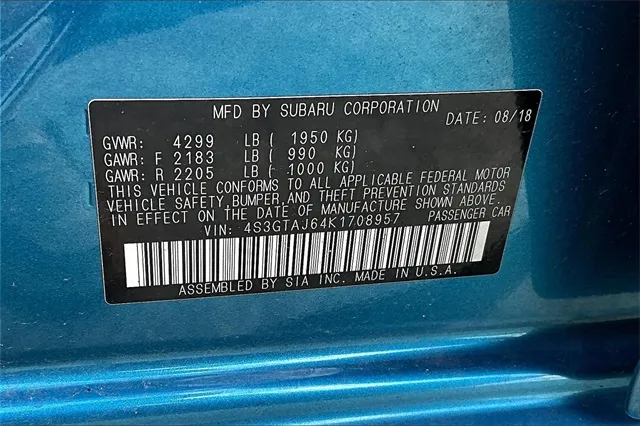 MFD BY SUBARU CORPORATION
DATE: 08/18
GVWR: 4299 LB ( 1950 KG)
GAWR: F 2183 LB ( 990 KG)
GAWR: R 2205 LB ( 1000 KG)
THIS VEHICLE CONFORMS TO ALL APPLICABLE FEDERAL MOTOR
VEHICLE SAFETY, BUMPER, AND THEFT PREVENTION STANDARDS
IN EFFECT ON THE DATE OF MANUFACTURE SHOWN ABOVE.
VIN: 4S3GTAJ64K1708957 PASSENGER CAR
ASSEMBLED BY SIA INC. MADE IN U.S.A.